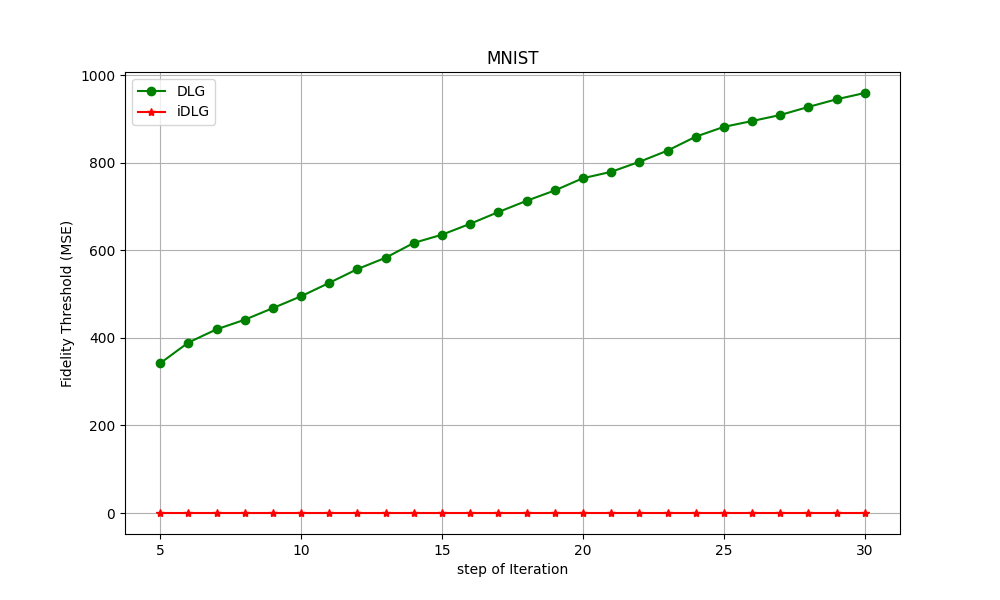 MNIST
DLG
iDLG
Fidelity Threshold (MSE)
1000
800
600
400
200
0
5 10 15 20 25 30
step of Iteration